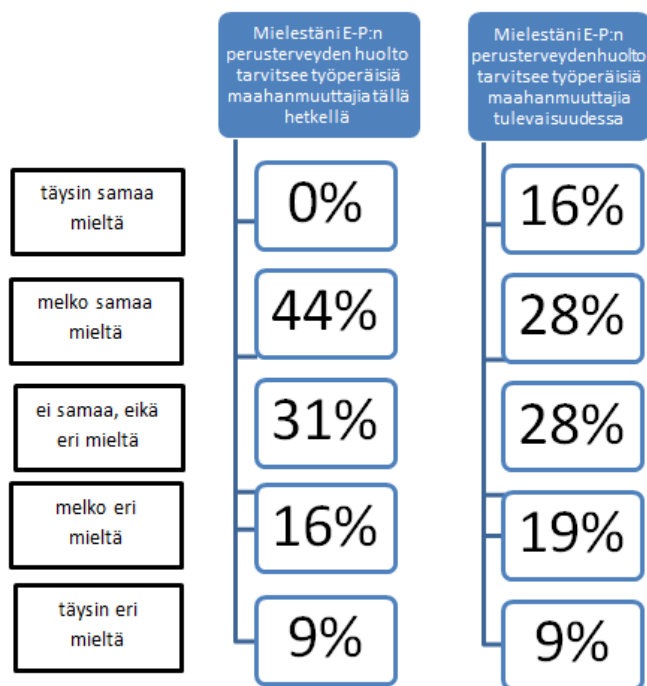 Mielestäni E-P:n
perusterveyden huolto
tarvitsee työperäisiä
maahanmuuttajia tällä
hetkellä
Mielestäni E-P:n
perusterveydenhuolto
tarvitsee työperäisiä
maahanmuuttajia
tulevaisuudessa
täysin samaa
mieltä
0%
16%
melko samaa
mieltä
44%
28%
ei samaa, eikä
eri mieltä
31%
28%
melko eri
mieltä
16%
19%
täysin eri
mieltä
9%
9%